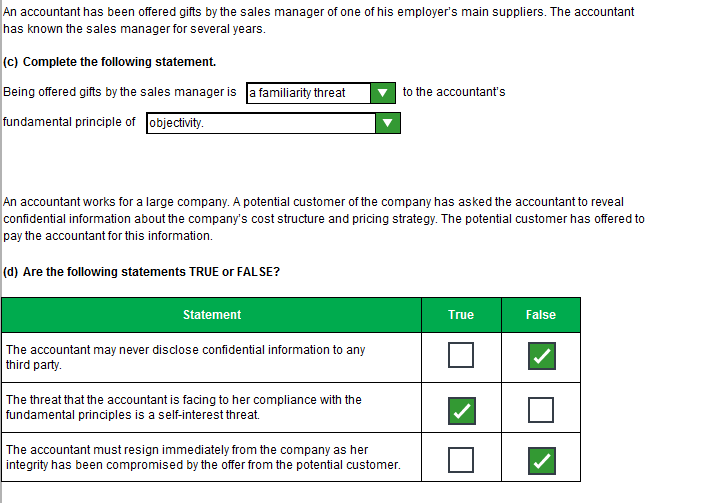 An accountant has been offered gifts by the sales manager of one of his employer's main suppliers. The accountant
has known the sales manager for several years.
(c) Complete the following statement.
Being offered gifts by the sales manager is a familiarity threat to the accountant's
fundamental principle of objectivity.
An accountant works for a large company. A potential customer of the company has asked the accountant to reveal
confidential information about the company's cost structure and pricing strategy. The potential customer has offered to
pay the accountant for this information.
(d) Are the following statements TRUE or FALSE?
Statement True False
The accountant may never disclose confidential information to any
third party.
The threat that the accountant is facing to her compliance with the
fundamental principles is a self-interest threat.
The accountant must resign immediately from the company as her
integrity has been compromised by the offer from the potential customer.